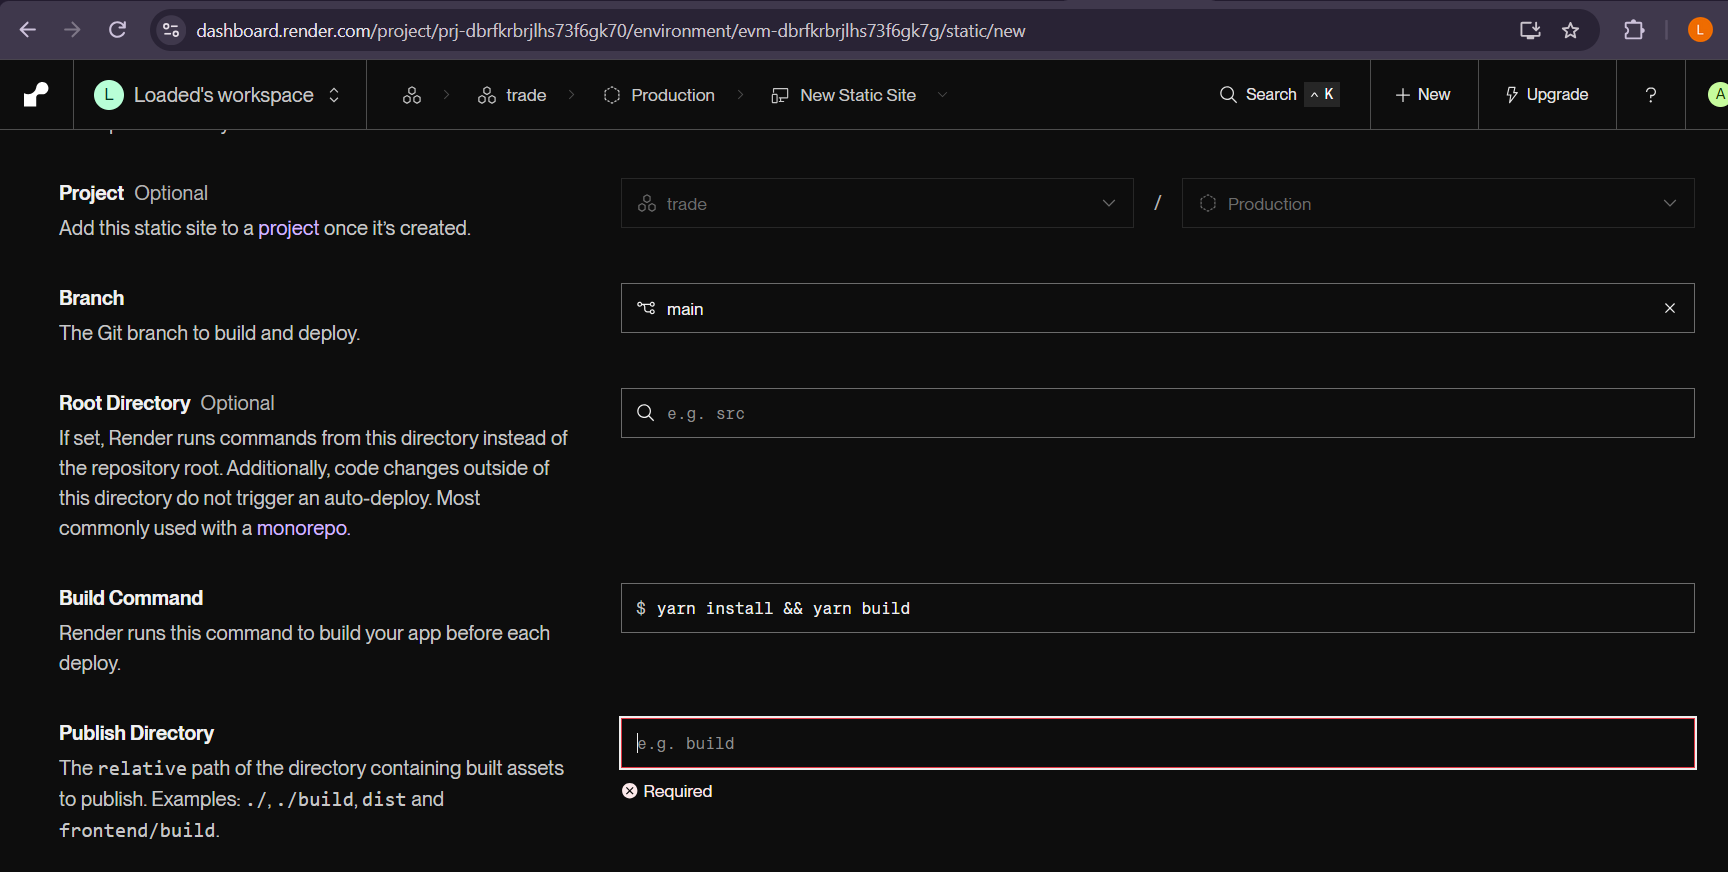 dashboard.render.com/project/prj-dbrfkrbrjlhs73f6gk70/environment/evm-dbrfkrbrjlhs73f6gk7g/static/new
L
L Loaded's workspace
trade
Production
New Static Site
Search ^ K
+ New
Upgrade
?
A
Project Optional
Add this static site to a project once it's created.
trade / Production
Branch
The Git branch to build and deploy.
main
Root Directory Optional
If set, Render runs commands from this directory instead of
the repository root. Additionally, code changes outside of
this directory do not trigger an auto-deploy. Most
commonly used with a monorepo.
e.g. src
Build Command
Render runs this command to build your app before each
deploy.
$ yarn install && yarn build
Publish Directory
The relative path of the directory containing built assets
to publish. Examples: ./, ./build, dist and
frontend/build.
e.g. build
Required